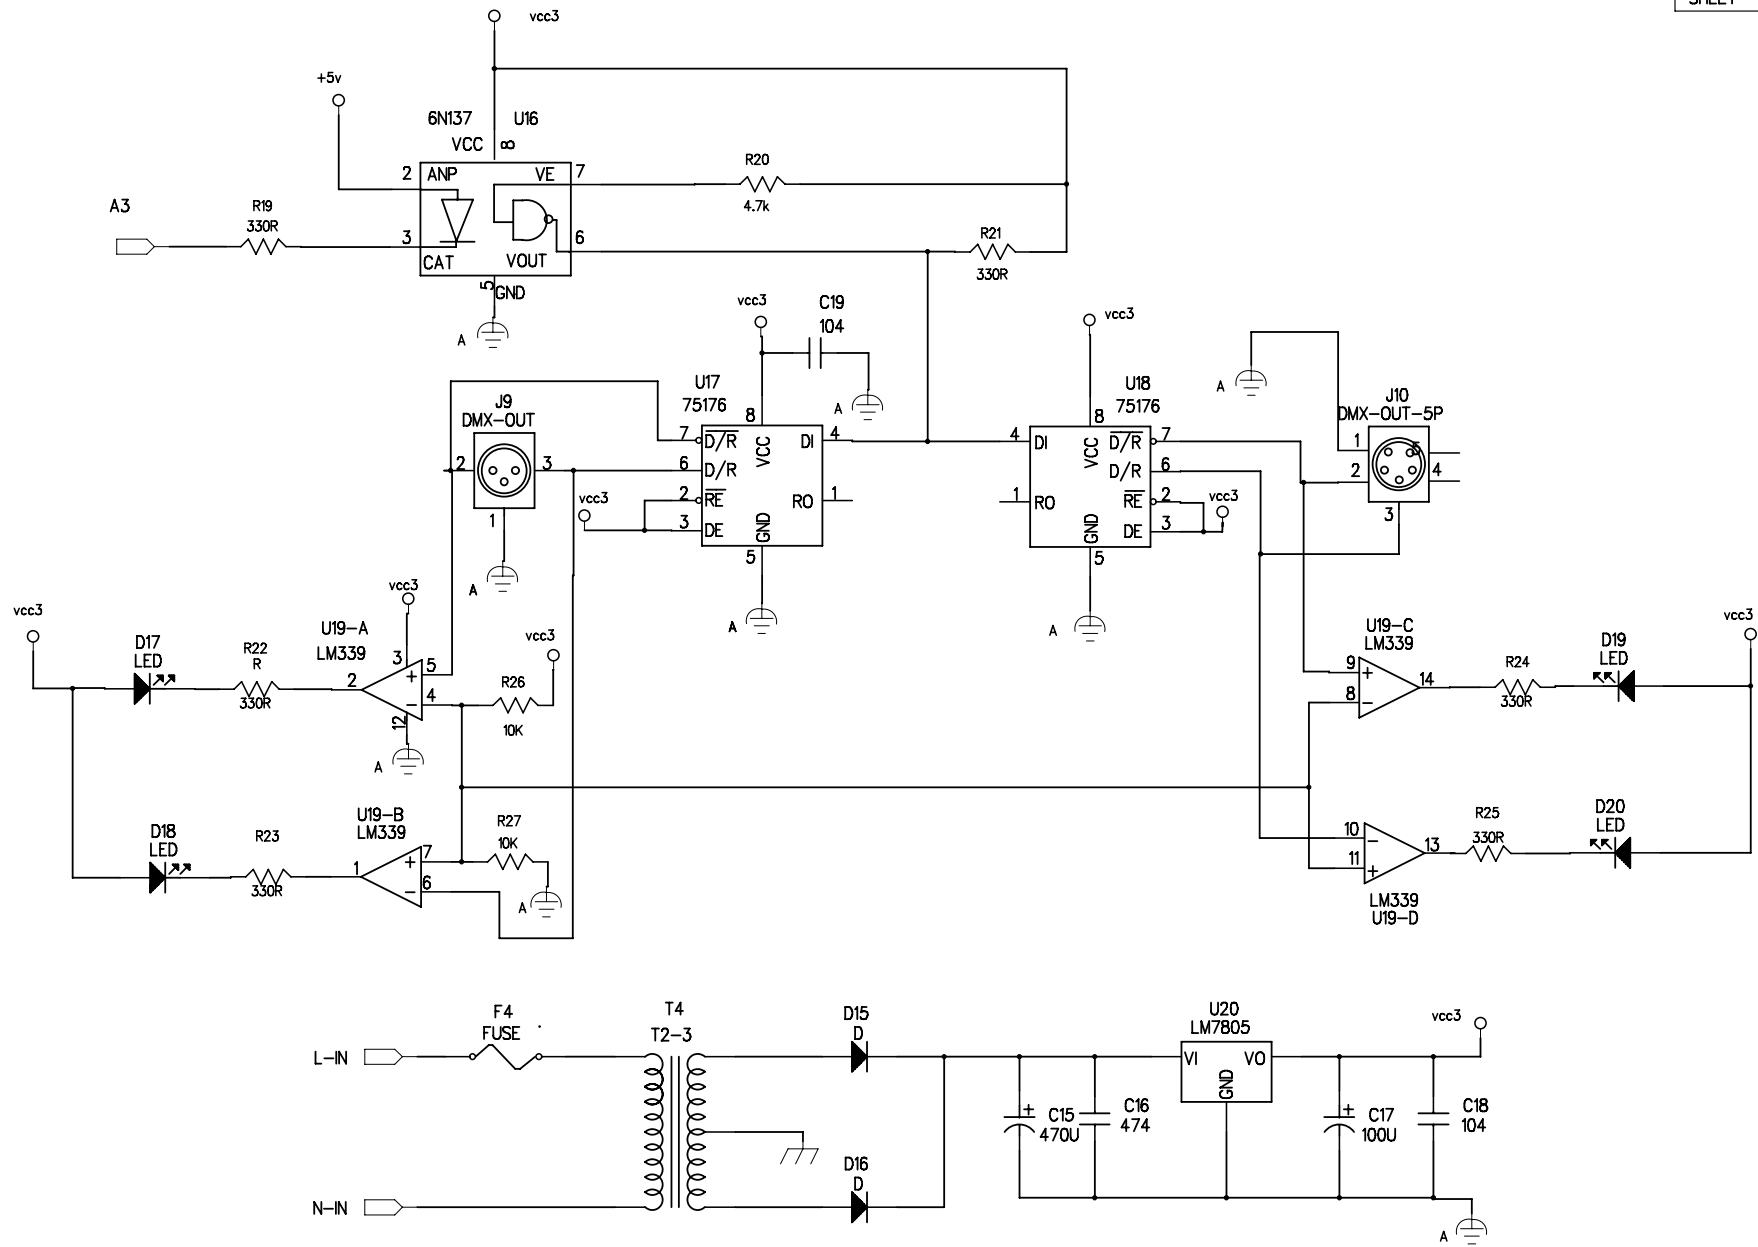 SHEET
vcc3
+5v
6N137 U16
VCC 8
2 ANP VE 7
R20
4.7k
A3
R19
330R
3
CAT VOUT 6
R21
330R
5 GND
A
vcc3 C19
104
A
vcc3
A
U17
75176
8
7 D/R VCC DI 4
6 D/R
2 RE RO 1
3 DE GND
5
A
vcc3
J9
DMX-OUT
2 3
1
A
U18
75176
8
4 DI VCC D/R 7
D/R 6
1 RO RE 2
GND DE 3
5
A
vcc3
J10
DMX-OUT-5P
1 5
2 4
3
vcc3
D17
LED
R22
R
330R
U19-A
LM339
vcc3
3
2 + 5
- 4
12
A
vcc3
R26
10K
D18
LED
R23
330R
U19-B
LM339
1 + 7
- 6
R27
10K
A
U19-C
LM339
9 + 14
8 -
R24
330R
D19
LED
vcc3
10 - 13
11 +
LM339
U19-D
R25
330R
D20
LED
F4
FUSE
T4
T2-3
D15
D
U20
LM7805
vcc3
L-IN
VI VO
GND
C15
470U
C16
474
C17
100U
C18
104
D16
D
N-IN
A